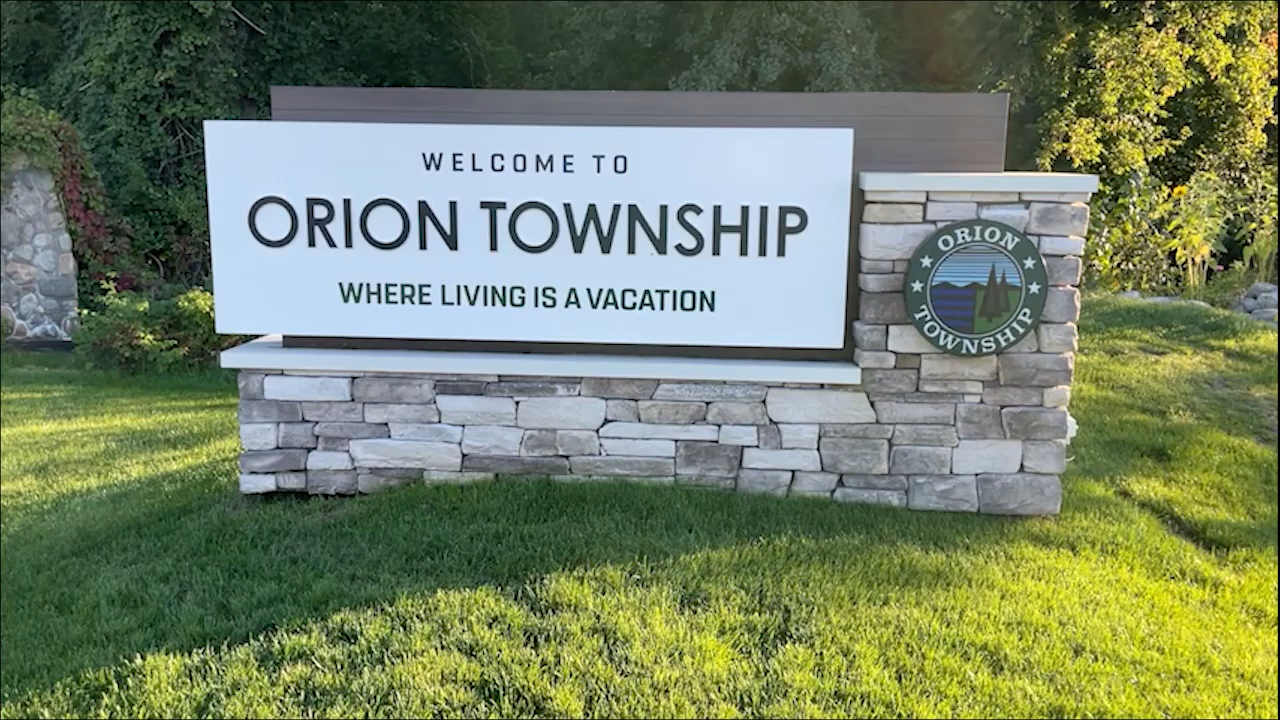 WELCOME TO
ORION TOWNSHIP
WHERE LIVING IS A VACATION
ORION
TOWNSHIP